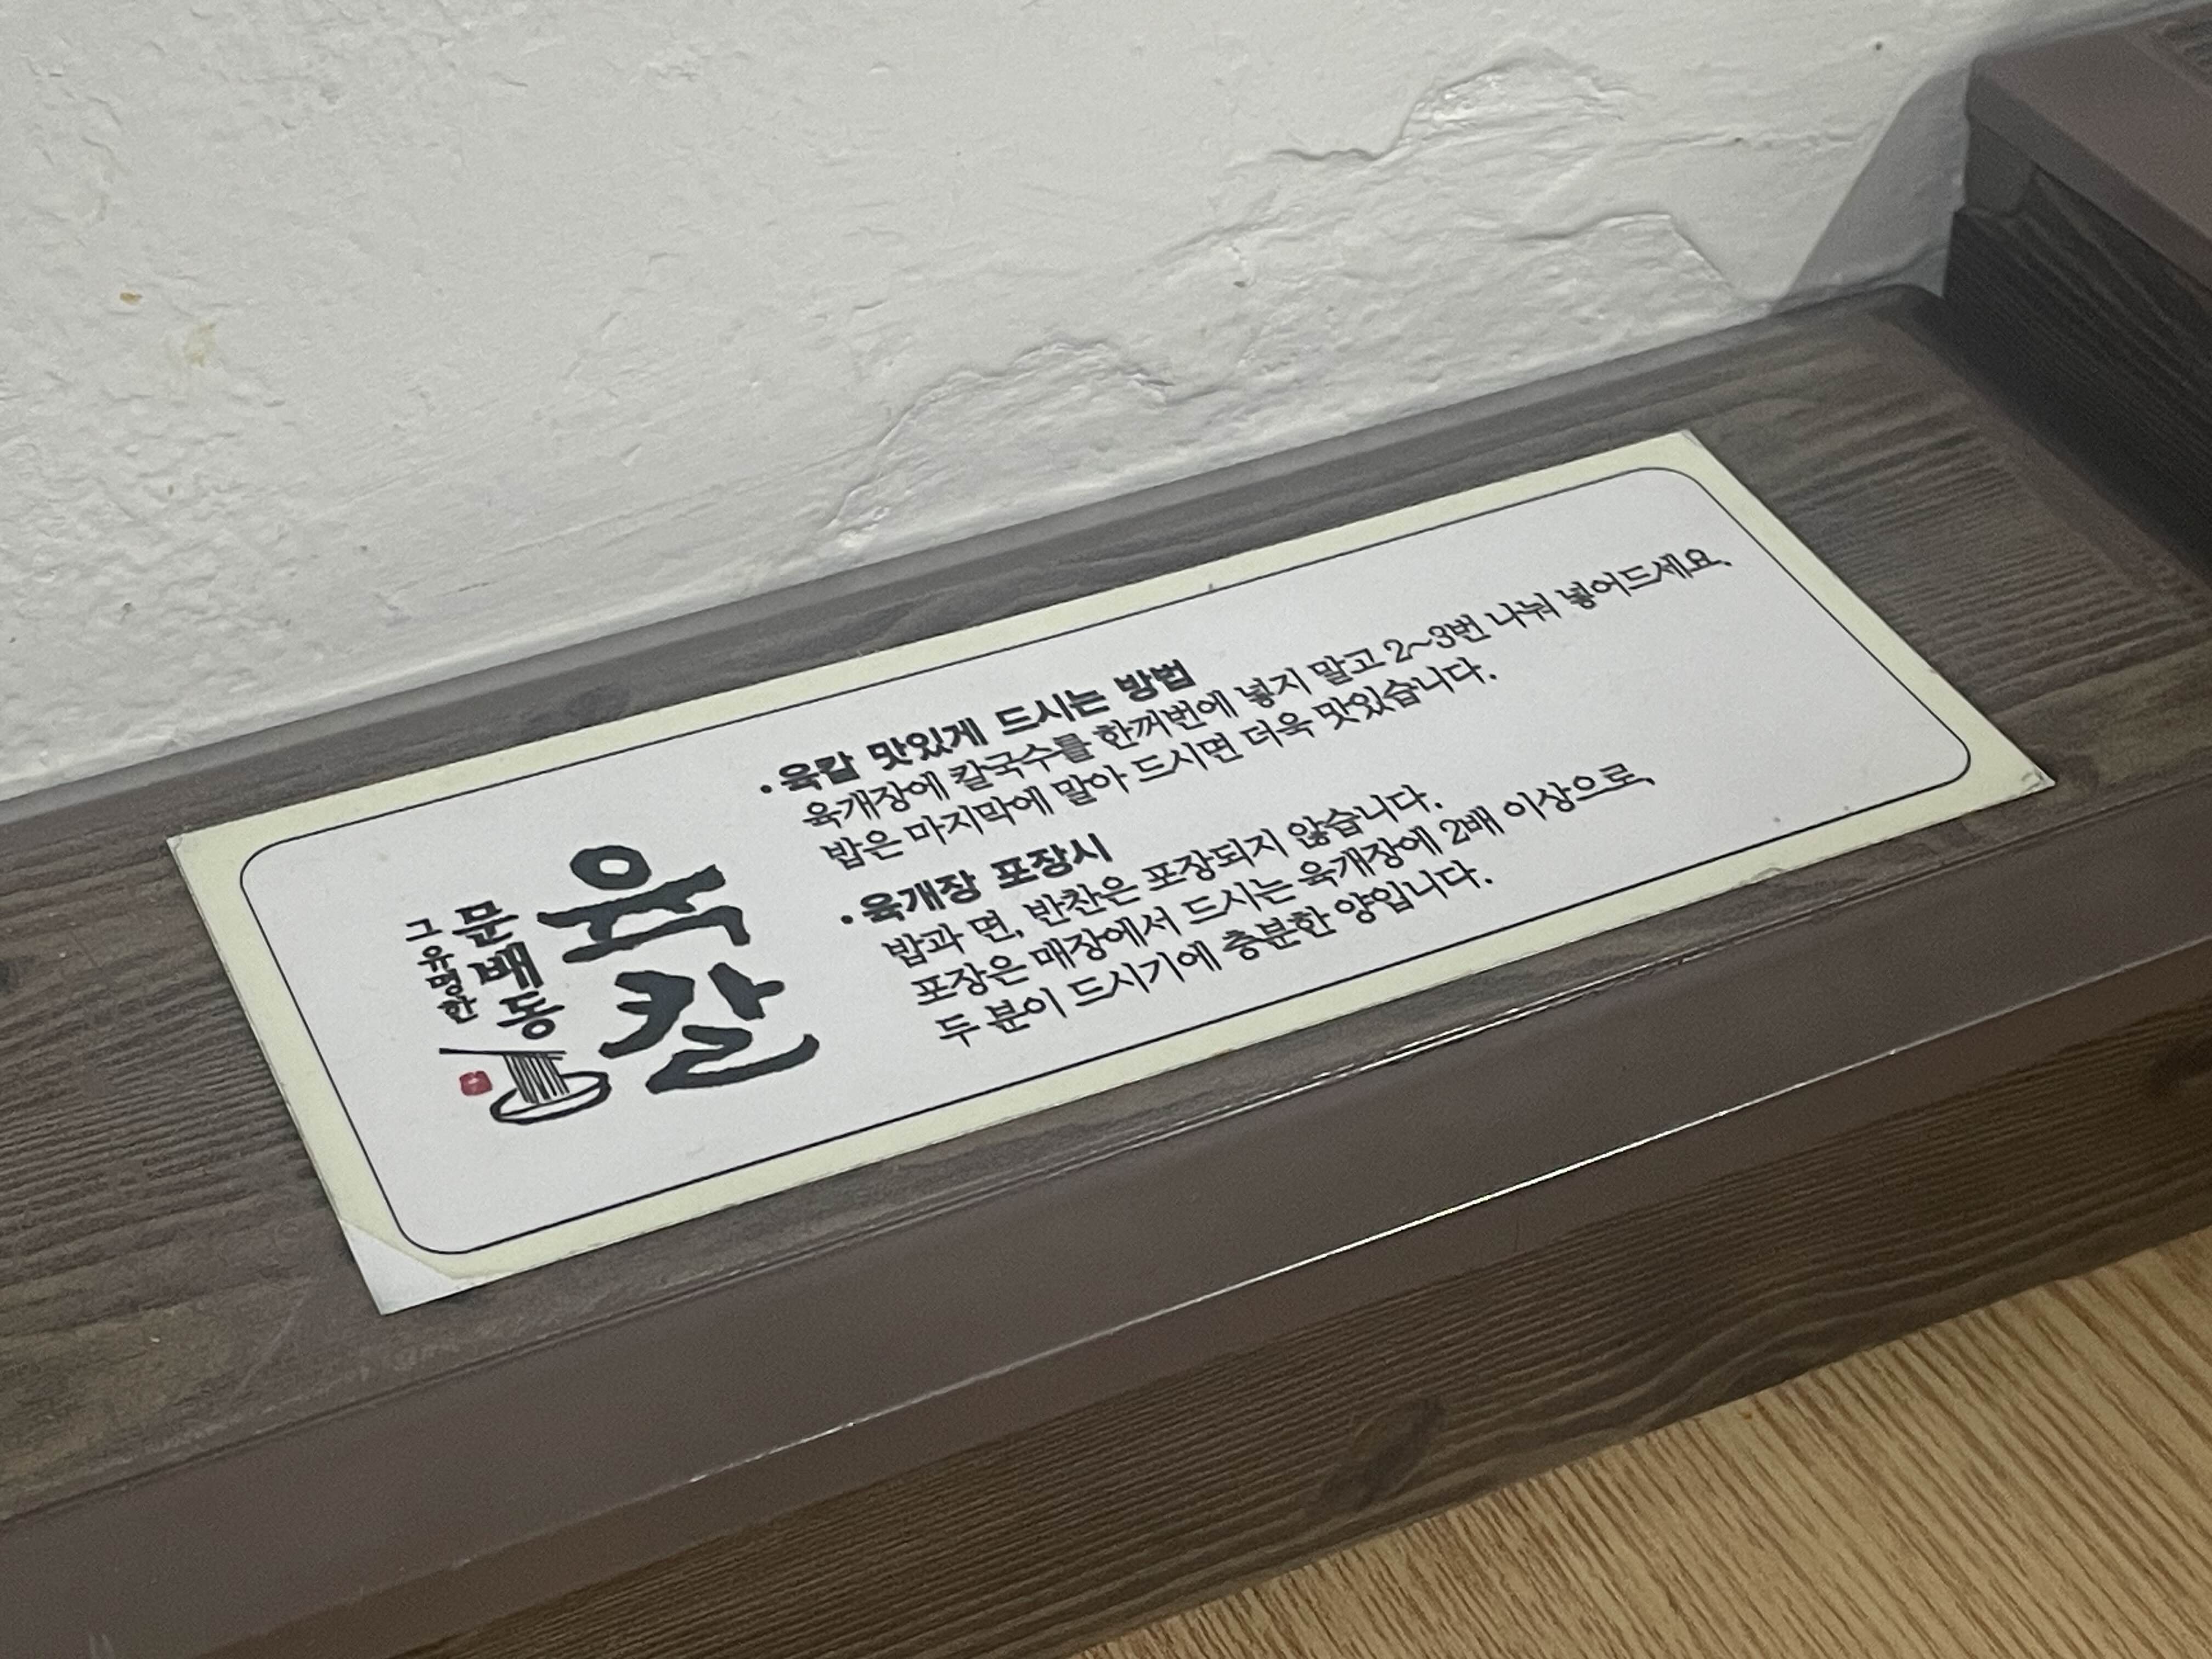 그 유명한
문배동
육칼
· 육칼 맛있게 드시는 방법
육개장에 칼국수를 한꺼번에 넣지 말고 2~3번 나눠 넣어드세요.
밥은 마지막에 말아 드시면 더욱 맛있습니다.
· 육개장 포장시
밥과 면, 반찬은 포장되지 않습니다.
포장은 매장에서 드시는 육개장에 2배 이상으로,
두 분이 드시기에 충분한 양입니다.